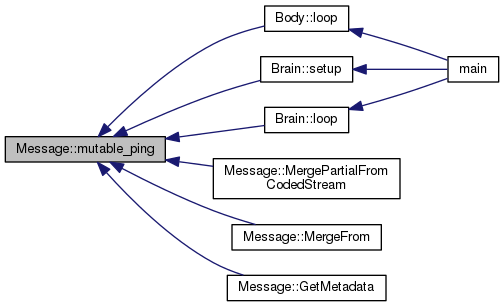 Body::loop
Brain::setup
main
Brain::loop
Message::mutable_ping
Message::MergePartialFrom
CodedStream
Message::MergeFrom
Message::GetMetadata